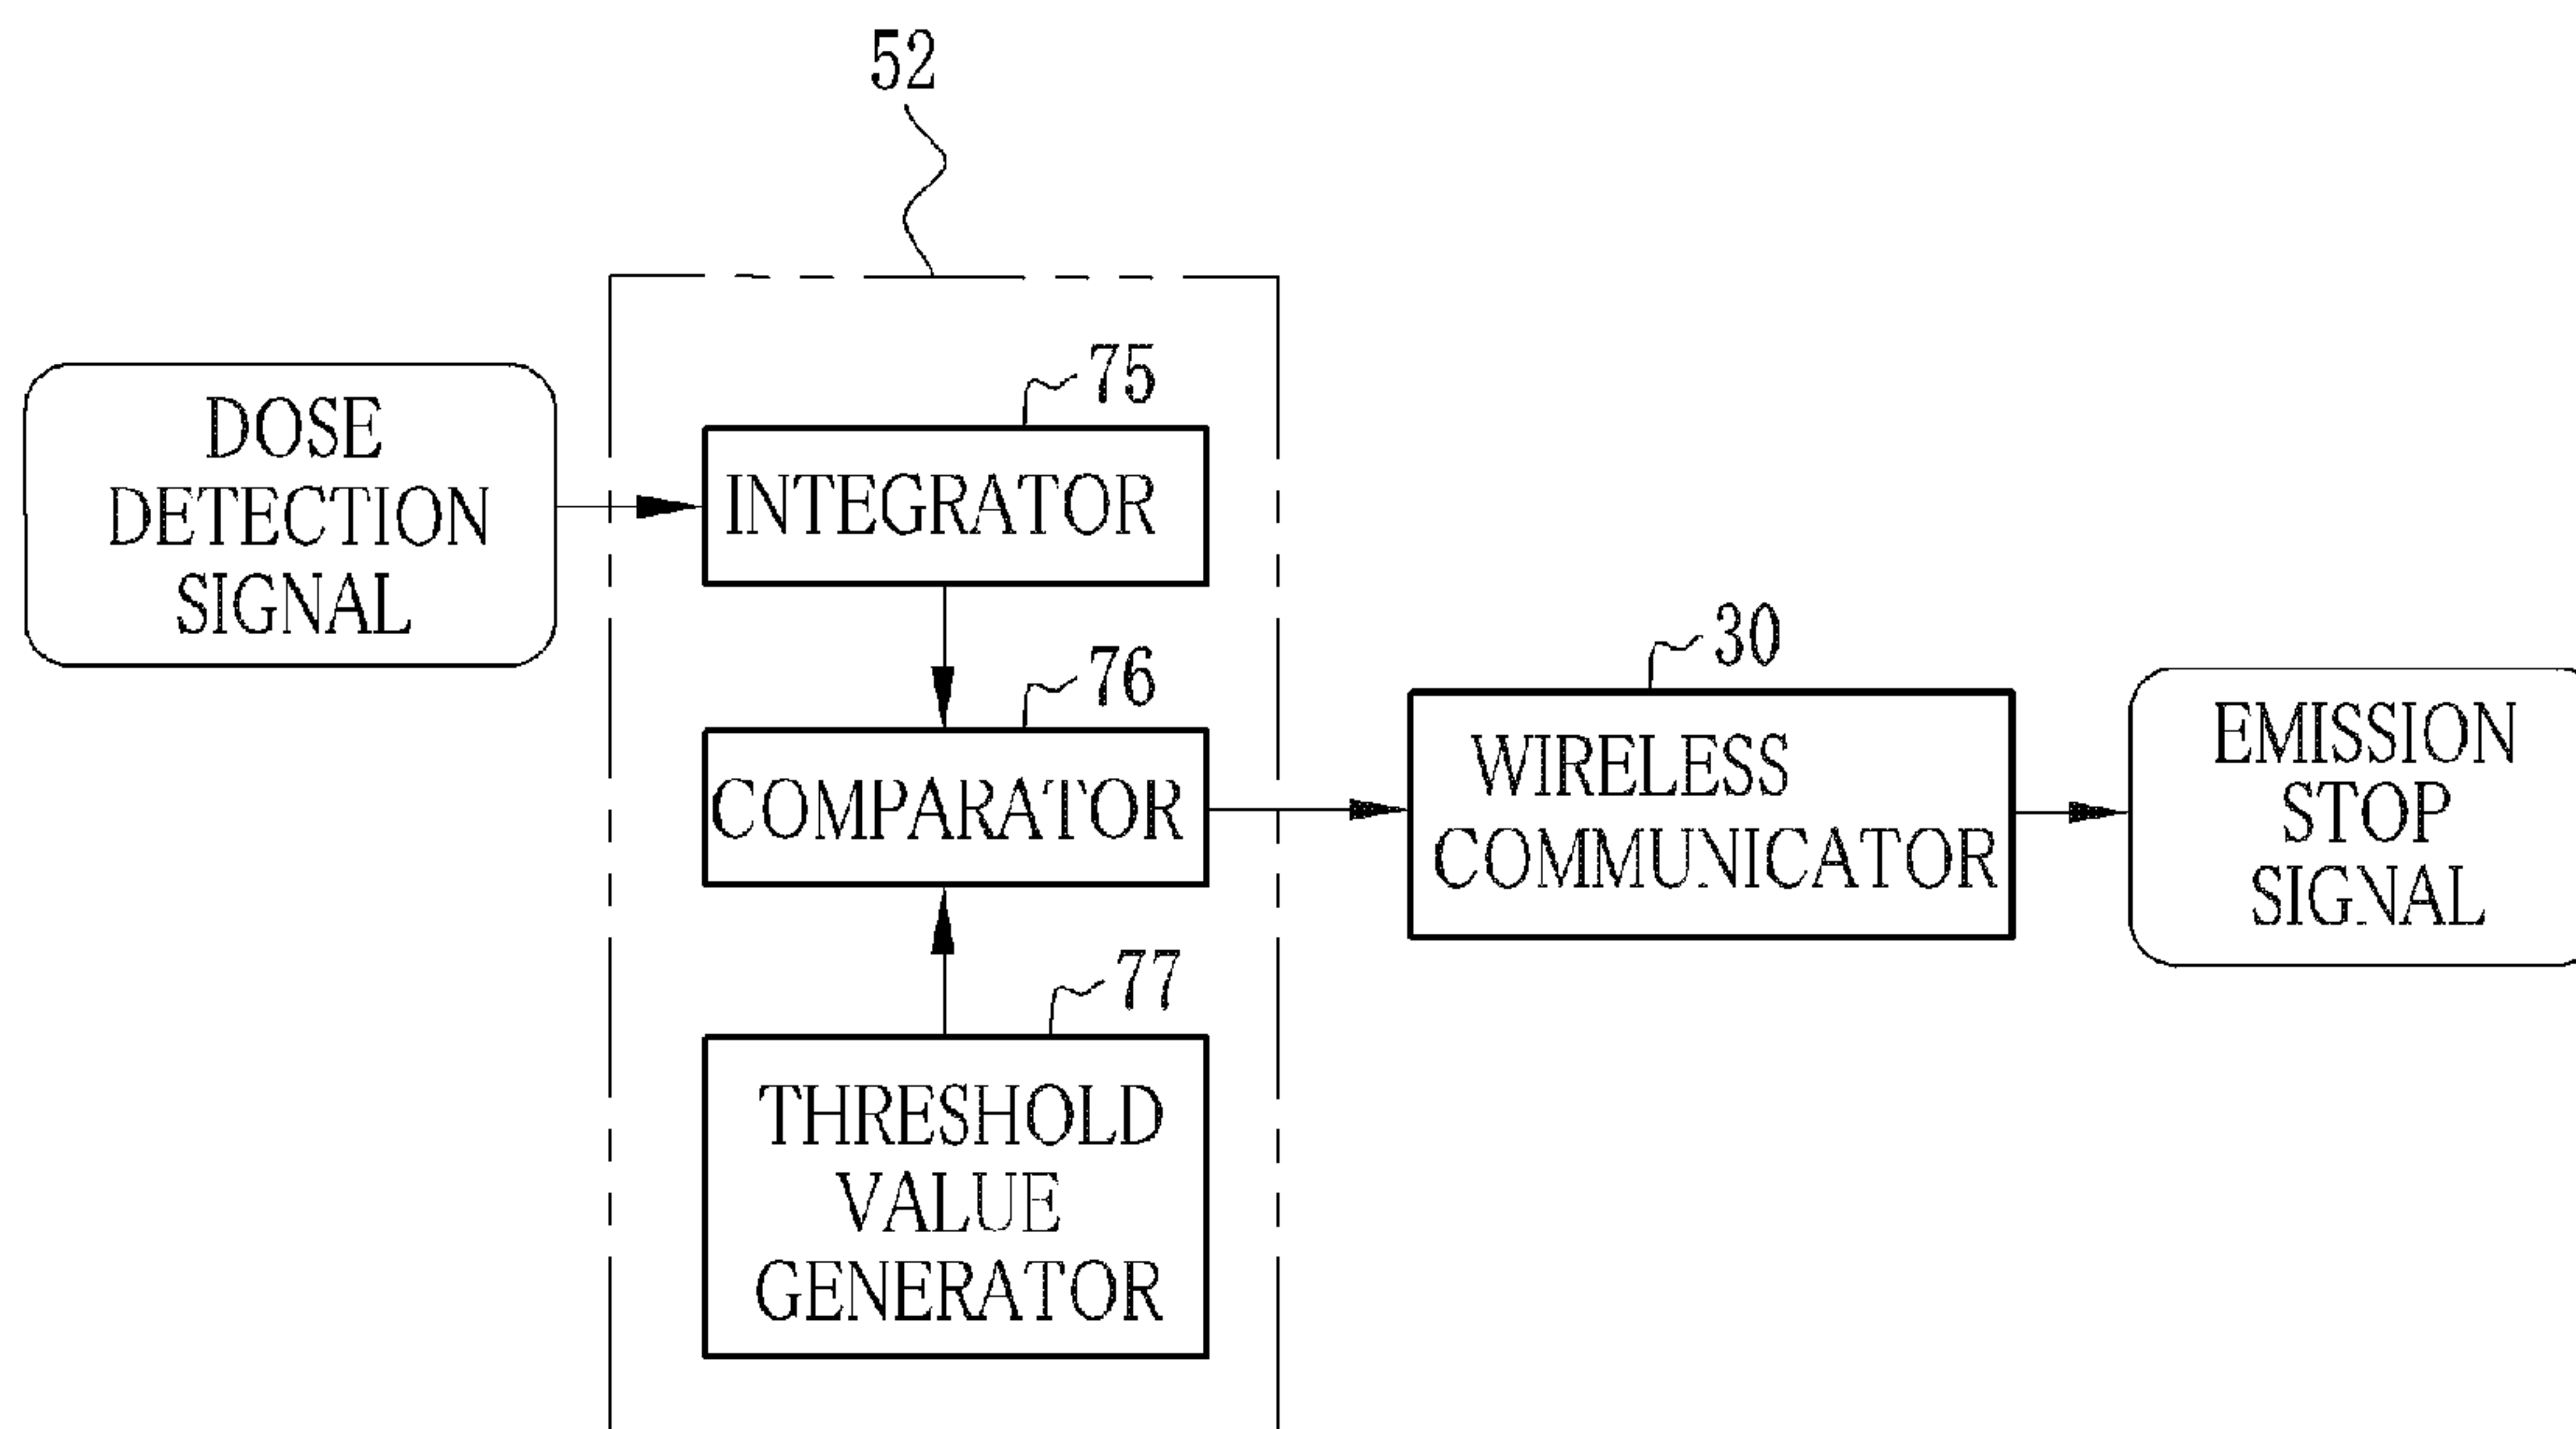 52
DOSE
DETECTION
SIGNAL
75
INTEGRATOR
76
COMPARATOR
77
THRESHOLD
VALUE
GENERATOR
30
WIRELESS
COMMUNICATOR
EMISSION
STOP
SIGNAL